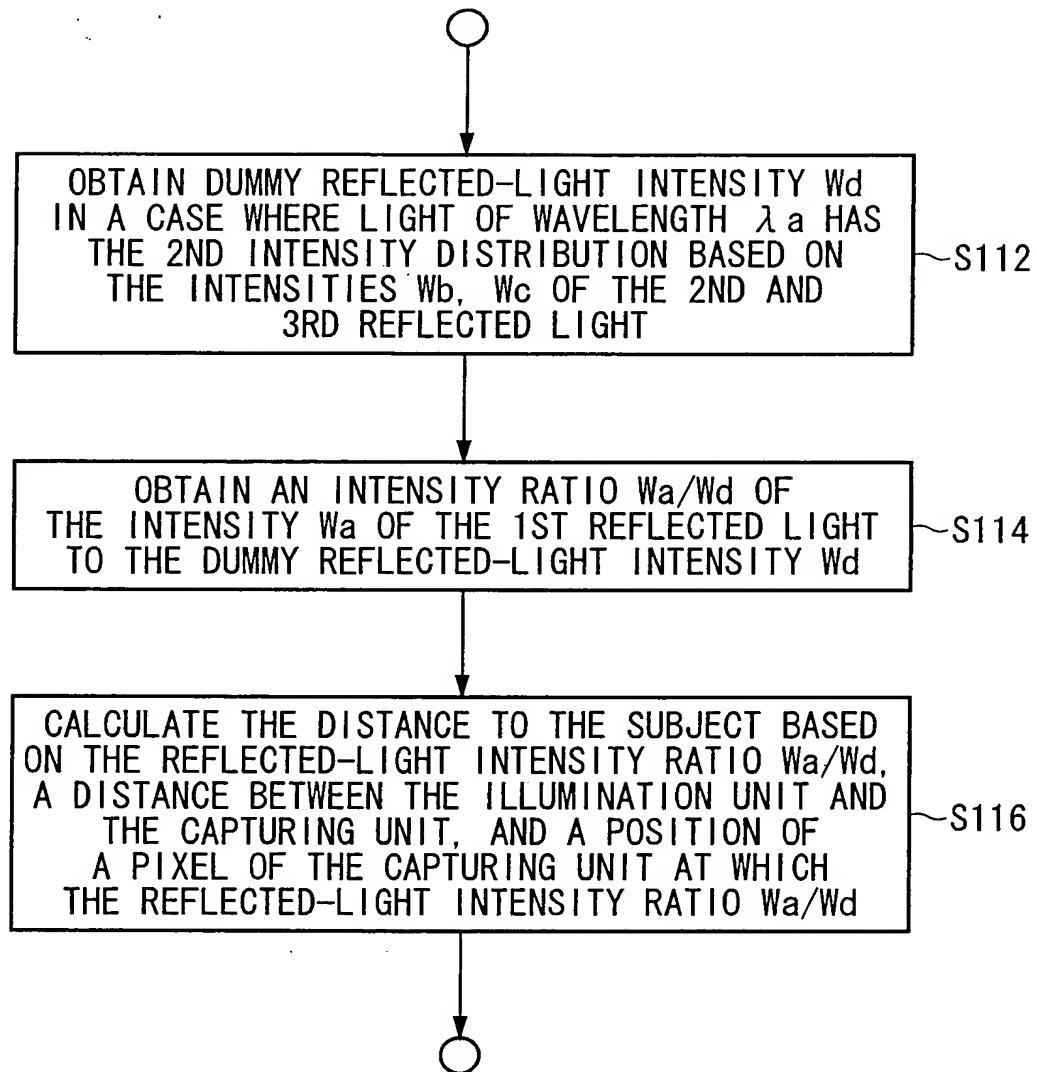 OBTAIN DUMMY REFLECTED-LIGHT INTENSITY Wd
IN A CASE WHERE LIGHT OF WAVELENGTH λa HAS
THE 2ND INTENSITY DISTRIBUTION BASED ON
THE INTENSITIES Wb, Wc OF THE 2ND AND
3RD REFLECTED LIGHT
S112
OBTAIN AN INTENSITY RATIO Wa/Wd OF
THE INTENSITY Wa OF THE 1ST REFLECTED LIGHT
TO THE DUMMY REFLECTED-LIGHT INTENSITY Wd
S114
CALCULATE THE DISTANCE TO THE SUBJECT BASED
ON THE REFLECTED-LIGHT INTENSITY RATIO Wa/Wd,
A DISTANCE BETWEEN THE ILLUMINATION UNIT AND
THE CAPTURING UNIT, AND A POSITION OF
A PIXEL OF THE CAPTURING UNIT AT WHICH
THE REFLECTED-LIGHT INTENSITY RATIO Wa/Wd
S116